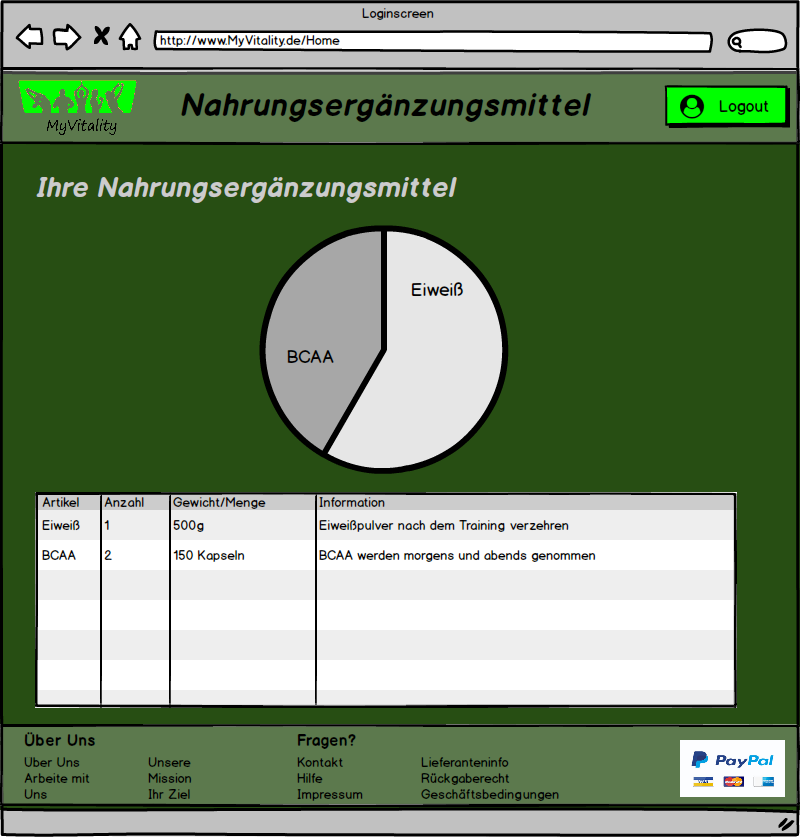 Loginscreen
http://www.MyVitality.de/Home
MyVitality
Nahrungsergänzungsmittel
Logout
Ihre Nahrungsergänzungsmittel
Eiweiß
BCAA
Artikel Anzahl Gewicht/Menge Information
Eiweiß 1 500g Eiweißpulver nach dem Training verzehren
BCAA 2 150 Kapseln BCAA werden morgens und abends genommen
Über Uns
Uber Uns
Arbeite mit
Uns
Unsere
Mission
Ihr Ziel
Fragen?
Kontakt
Hilfe
Impressum
Lieferanteninfo
Rückgaberecht
Geschäftsbedingungen
PayPal